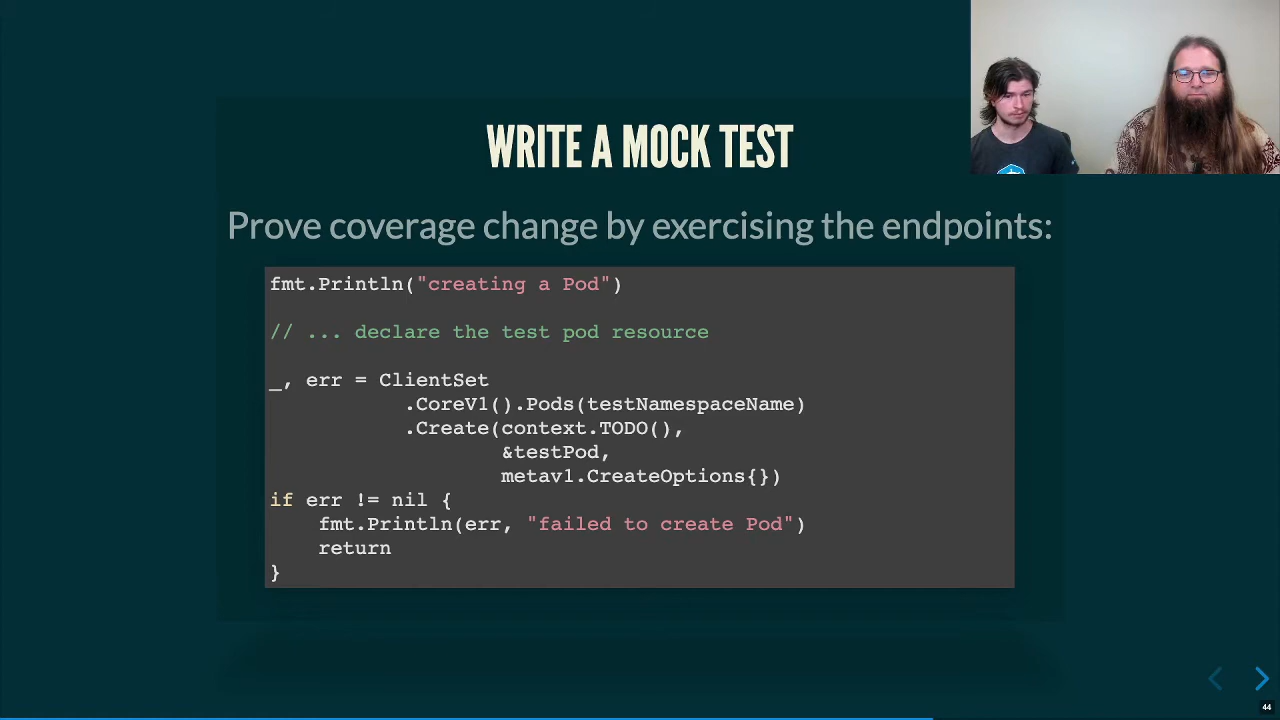 WRITE A MOCK TEST
Prove coverage change by exercising the endpoints:
fmt.Println("creating a Pod")
// ... declare the test pod resource
_, err = ClientSet
.CoreV1().Pods(testNamespaceName)
.Create(context.TODO(),
&testPod,
metav1.CreateOptions{})
if err != nil {
fmt.Println(err, "failed to create Pod")
return
}
44